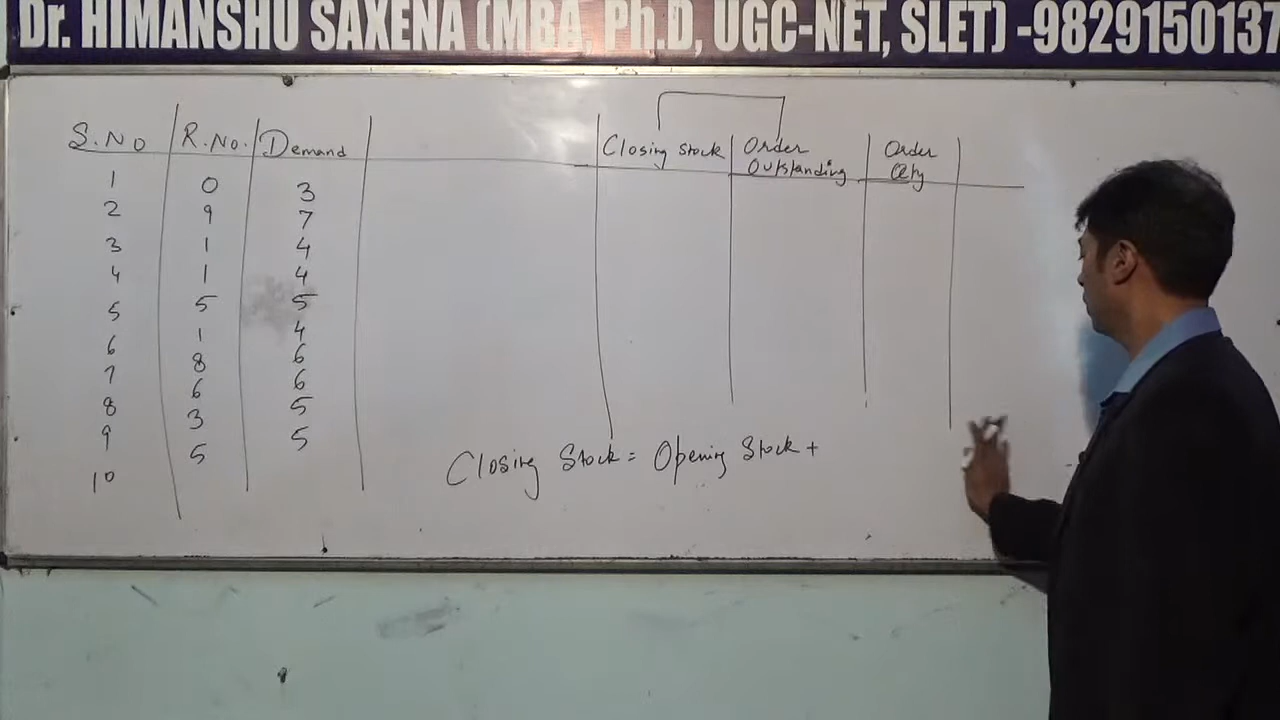 Dr. HIMANSHU SAXENA (MBA, Ph.D, UGC-NET, SLET) -9829150137
S.NO R.No. Demand Closing Stock Order Outstanding Order Qty
1 0 3
2 9 7
3 1 4
4 1 4
5 5 5
6 1 4
7 8 6
8 6 6
9 3 5
10 5 5
Closing Stock = Opening Stock +